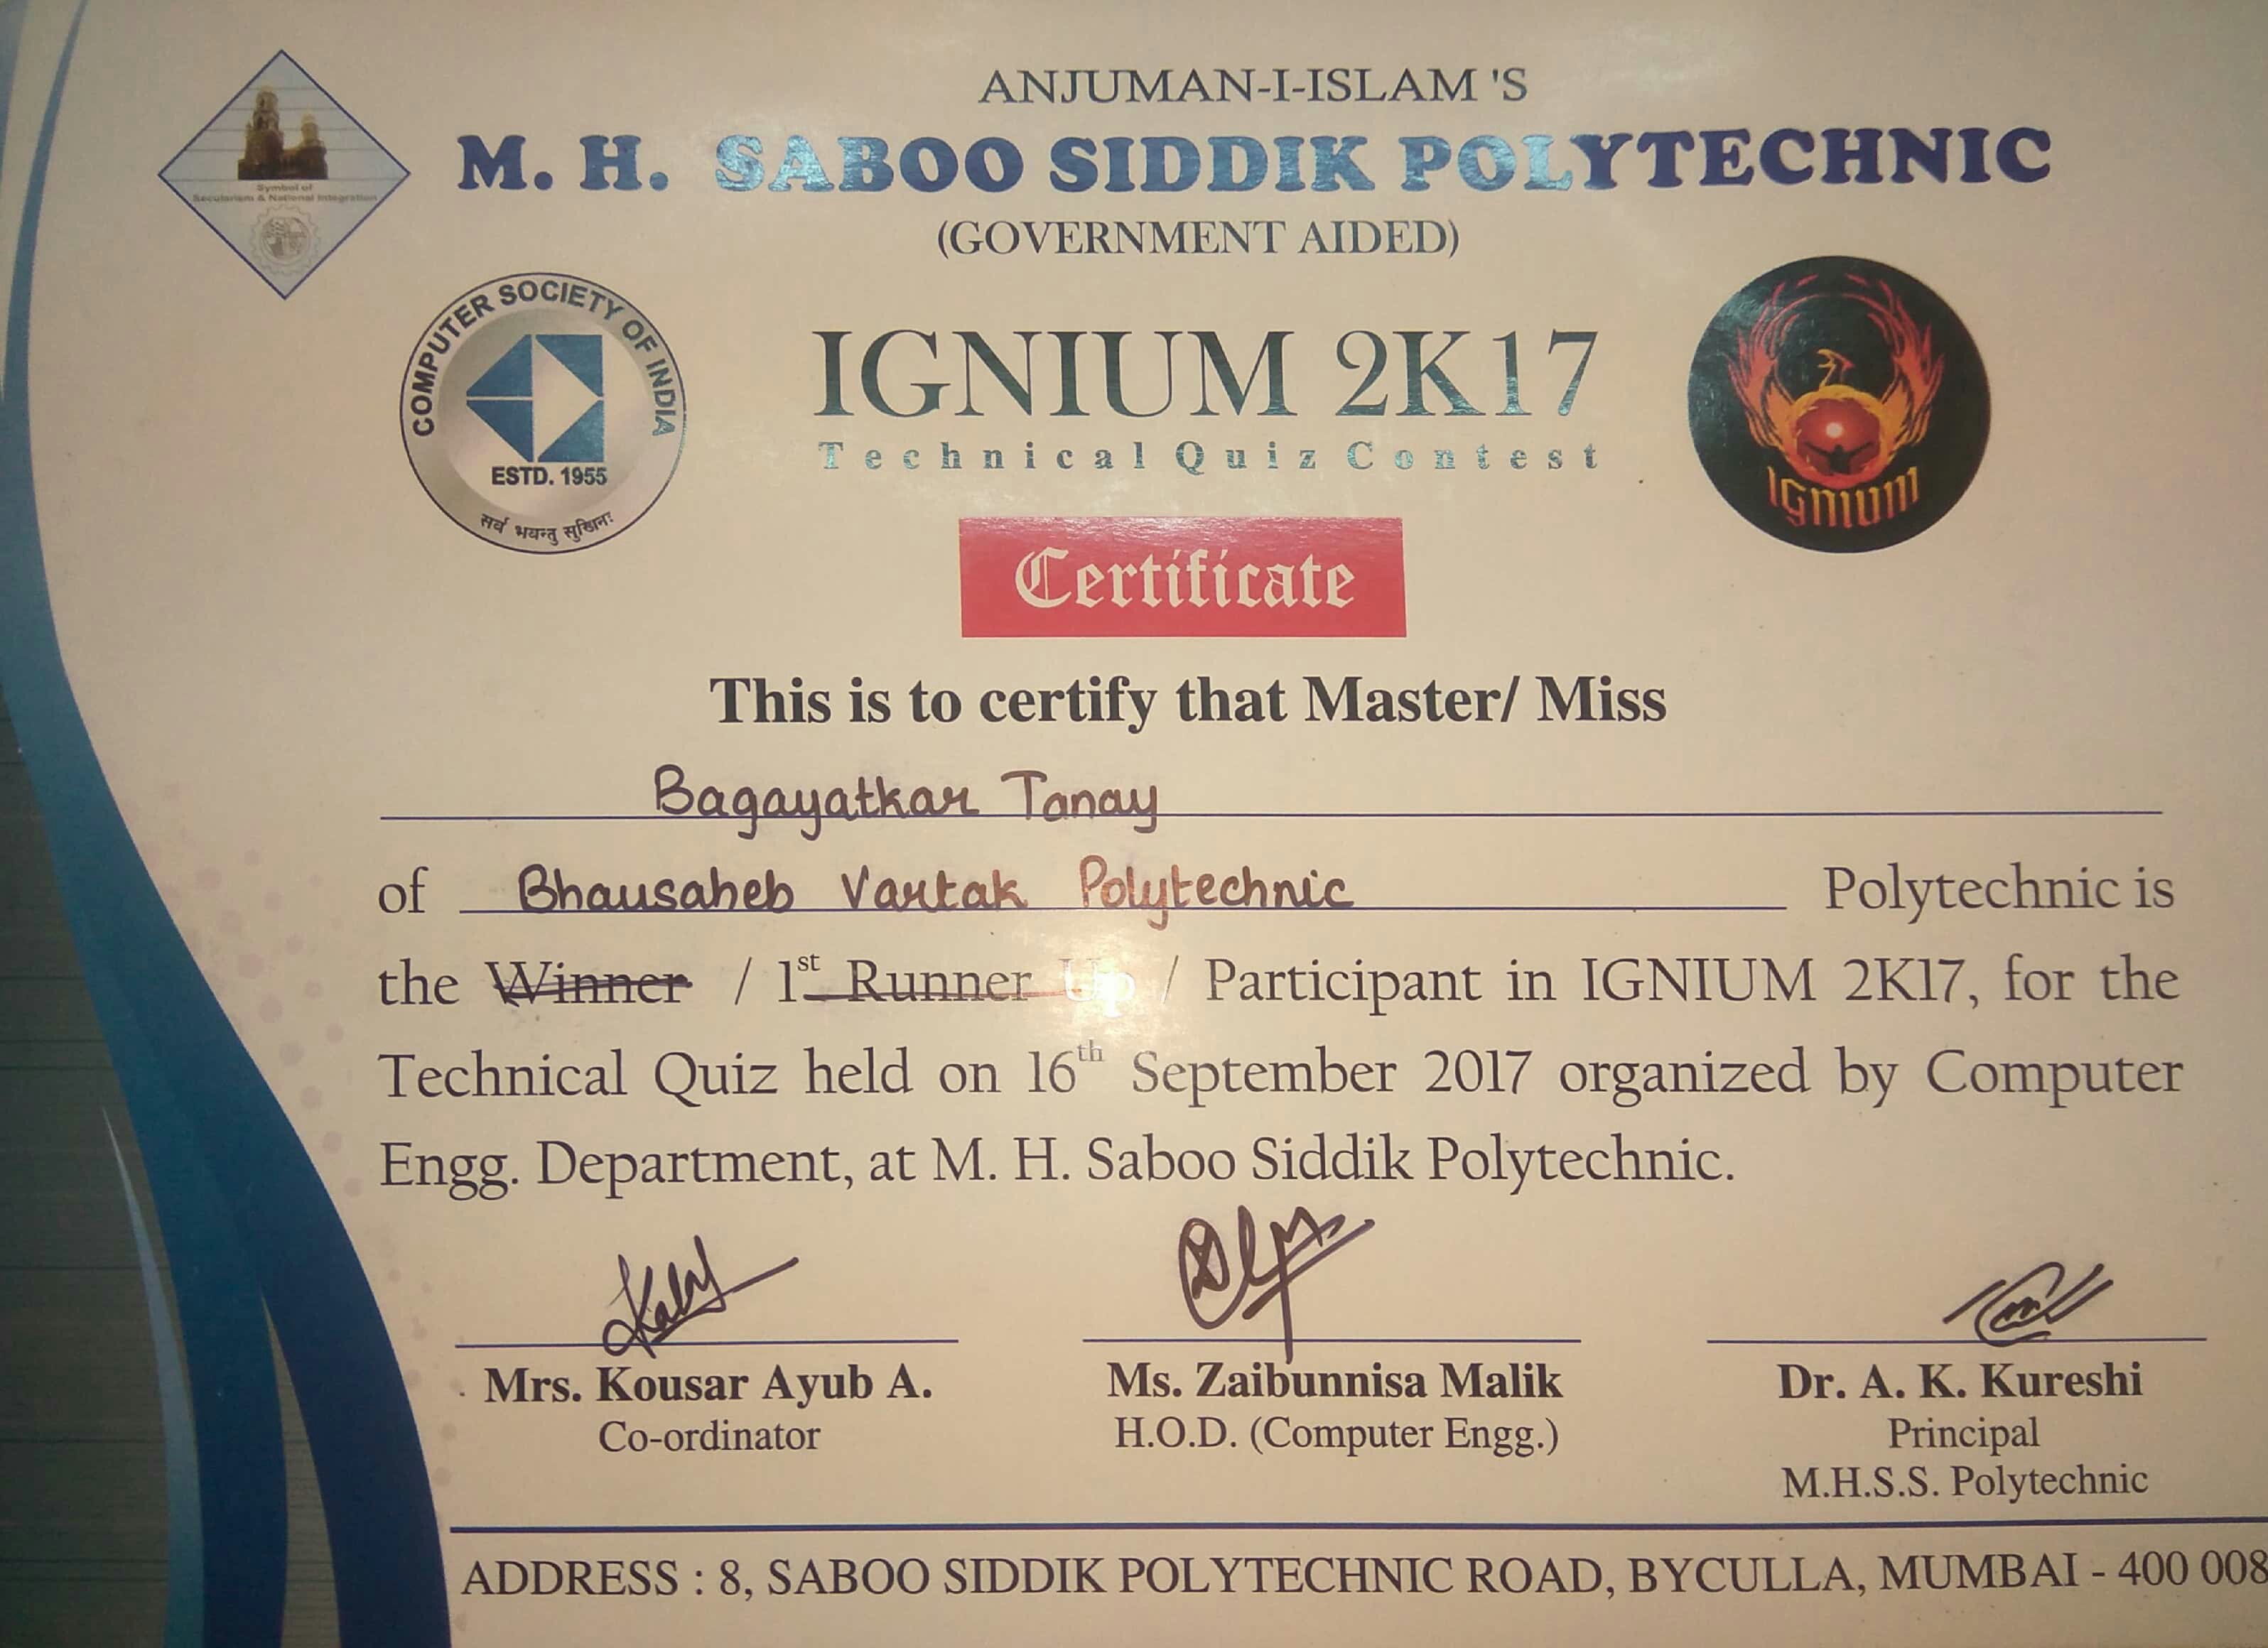 ANJUMAN-I-ISLAM 'S
M. H. SABOO SIDDIK POLYTECHNIC
(GOVERNMENT AIDED)
Symbol of
Secularism & National Integration
COMPUTER SOCIETY OF INDIA
ESTD. 1955
सर्वे भवन्तु सुखिनः
IGNIUM 2K17
Technical Quiz Contest
IGNIUM
Certificate
This is to certify that Master/ Miss
Bagayatkar Tanay
of Bhausaheb Vartak Polytechnic Polytechnic is
the Winner / 1st Runner Up / Participant in IGNIUM 2K17, for the
Technical Quiz held on 16th September 2017 organized by Computer
Engg. Department, at M. H. Saboo Siddik Polytechnic.
Mrs. Kousar Ayub A.
Co-ordinator
Ms. Zaibunnisa Malik
H.O.D. (Computer Engg.)
Dr. A. K. Kureshi
Principal
M.H.S.S. Polytechnic
ADDRESS : 8, SABOO SIDDIK POLYTECHNIC ROAD, BYCULLA, MUMBAI - 400 008